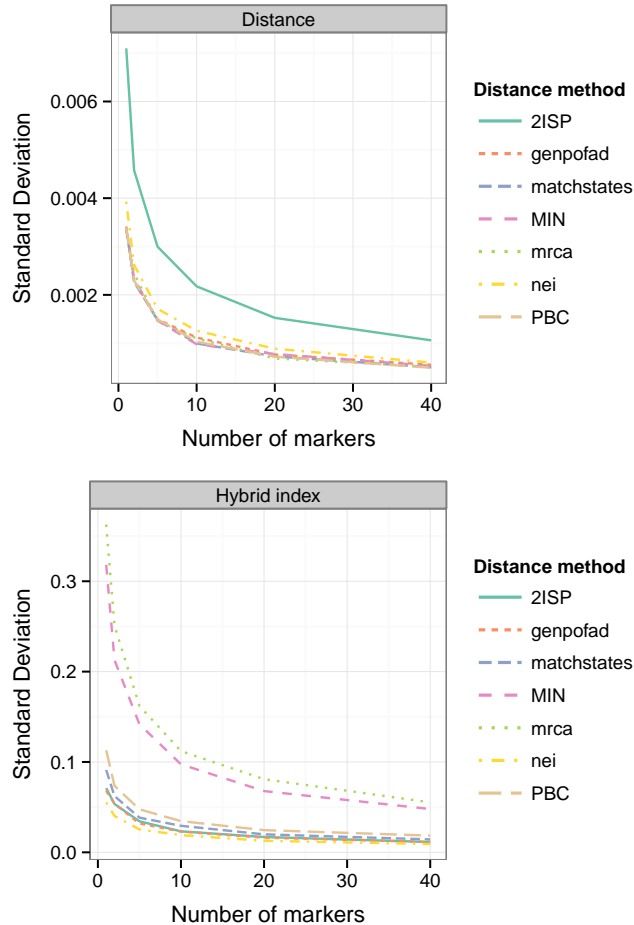 Distance
Standard Deviation
0.006
0.004
0.002
0
10
20
30
40
Number of markers
Distance method
2ISP
genpofad
matchstates
MIN
mrca
nei
PBC
Hybrid index
Standard Deviation
0.3
0.2
0.1
0.0
0
10
20
30
40
Number of markers
Distance method
2ISP
genpofad
matchstates
MIN
mrca
nei
PBC